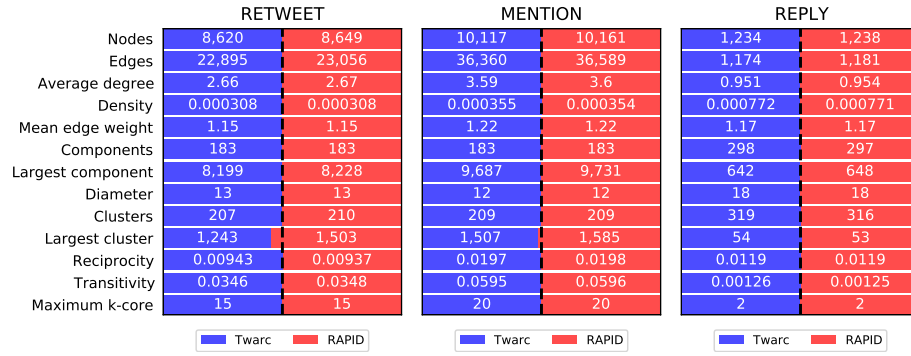 RETWEET MENTION REPLY
Nodes 8,620 8,649 10,117 10,161 1,234 1,238
Edges 22,895 23,056 36,360 36,589 1,174 1,181
Average degree 2.66 2.67 3.59 3.6 0.951 0.954
Density 0.000308 0.000308 0.000355 0.000354 0.000772 0.000771
Mean edge weight 1.15 1.15 1.22 1.22 1.17 1.17
Components 183 183 183 183 298 297
Largest component 8,199 8,228 9,687 9,731 642 648
Diameter 13 13 12 12 18 18
Clusters 207 210 209 209 319 316
Largest cluster 1,243 1,503 1,507 1,585 54 53
Reciprocity 0.00943 0.00937 0.0197 0.0198 0.0119 0.0119
Transitivity 0.0346 0.0348 0.0595 0.0596 0.00126 0.00125
Maximum k-core 15 15 20 20 2 2
Twarc RAPID Twarc RAPID Twarc RAPID